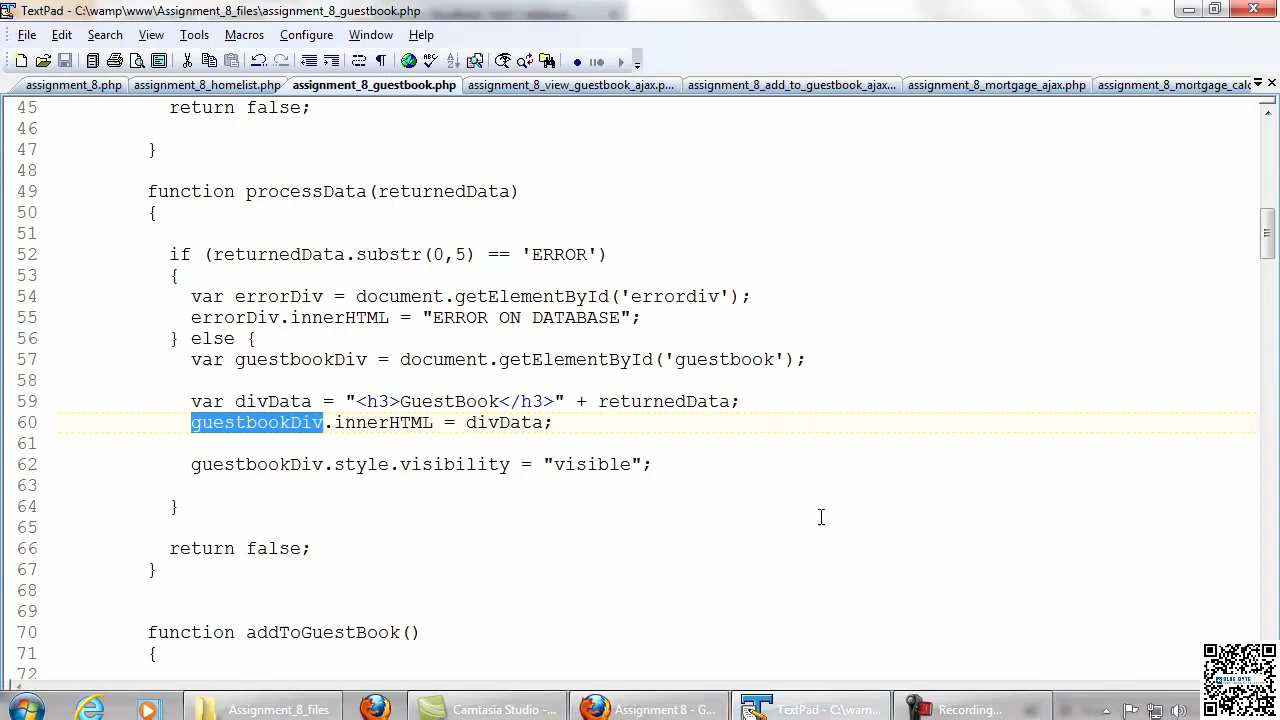 TextPad - C:\wamp\www\Assignment_8_files\assignment_8_guestbook.php
File Edit Search View Tools Macros Configure Window Help
assignment_8.php assignment_8_homelist.php assignment_8_guestbook.php assignment_8_view_guestbook_ajax.p... assignment_8_add_to_guestbook_ajax... assignment_8_mortgage_ajax.php assignment_8_mortgage_calc
45 return false;
46
47 }
48
49 function processData(returnedData)
50 {
51
52 if (returnedData.substr(0,5) == 'ERROR')
53 {
54 var errorDiv = document.getElementById('errordiv');
55 errorDiv.innerHTML = "ERROR ON DATABASE";
56 } else {
57 var guestbookDiv = document.getElementById('guestbook');
58
59 var divData = "<h3>GuestBook</h3>" + returnedData;
60 guestbookDiv.innerHTML = divData;
61
62 guestbookDiv.style.visibility = "visible";
63
64 }
65
66 return false;
67 }
68
69
70 function addToGuestBook()
71 {
72
Assignment_8_files Camtasia Studio - ... Assignment 8 - G... TextPad - C:\wam... Recording...